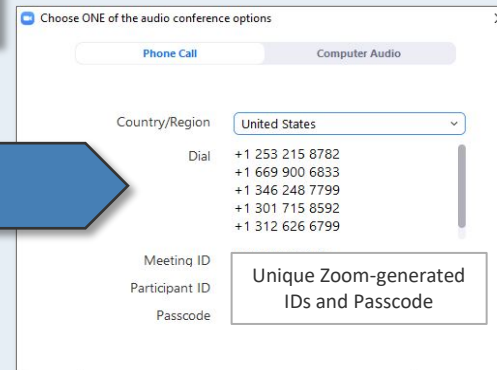 Choose ONE of the audio conference options
Phone Call
Computer Audio
Country/Region
United States
Dial
+1 253 215 8782
+1 669 900 6833
+1 346 248 7799
+1 301 715 8592
+1 312 626 6799
Meeting ID
Participant ID
Passcode
Unique Zoom-generated
IDs and Passcode